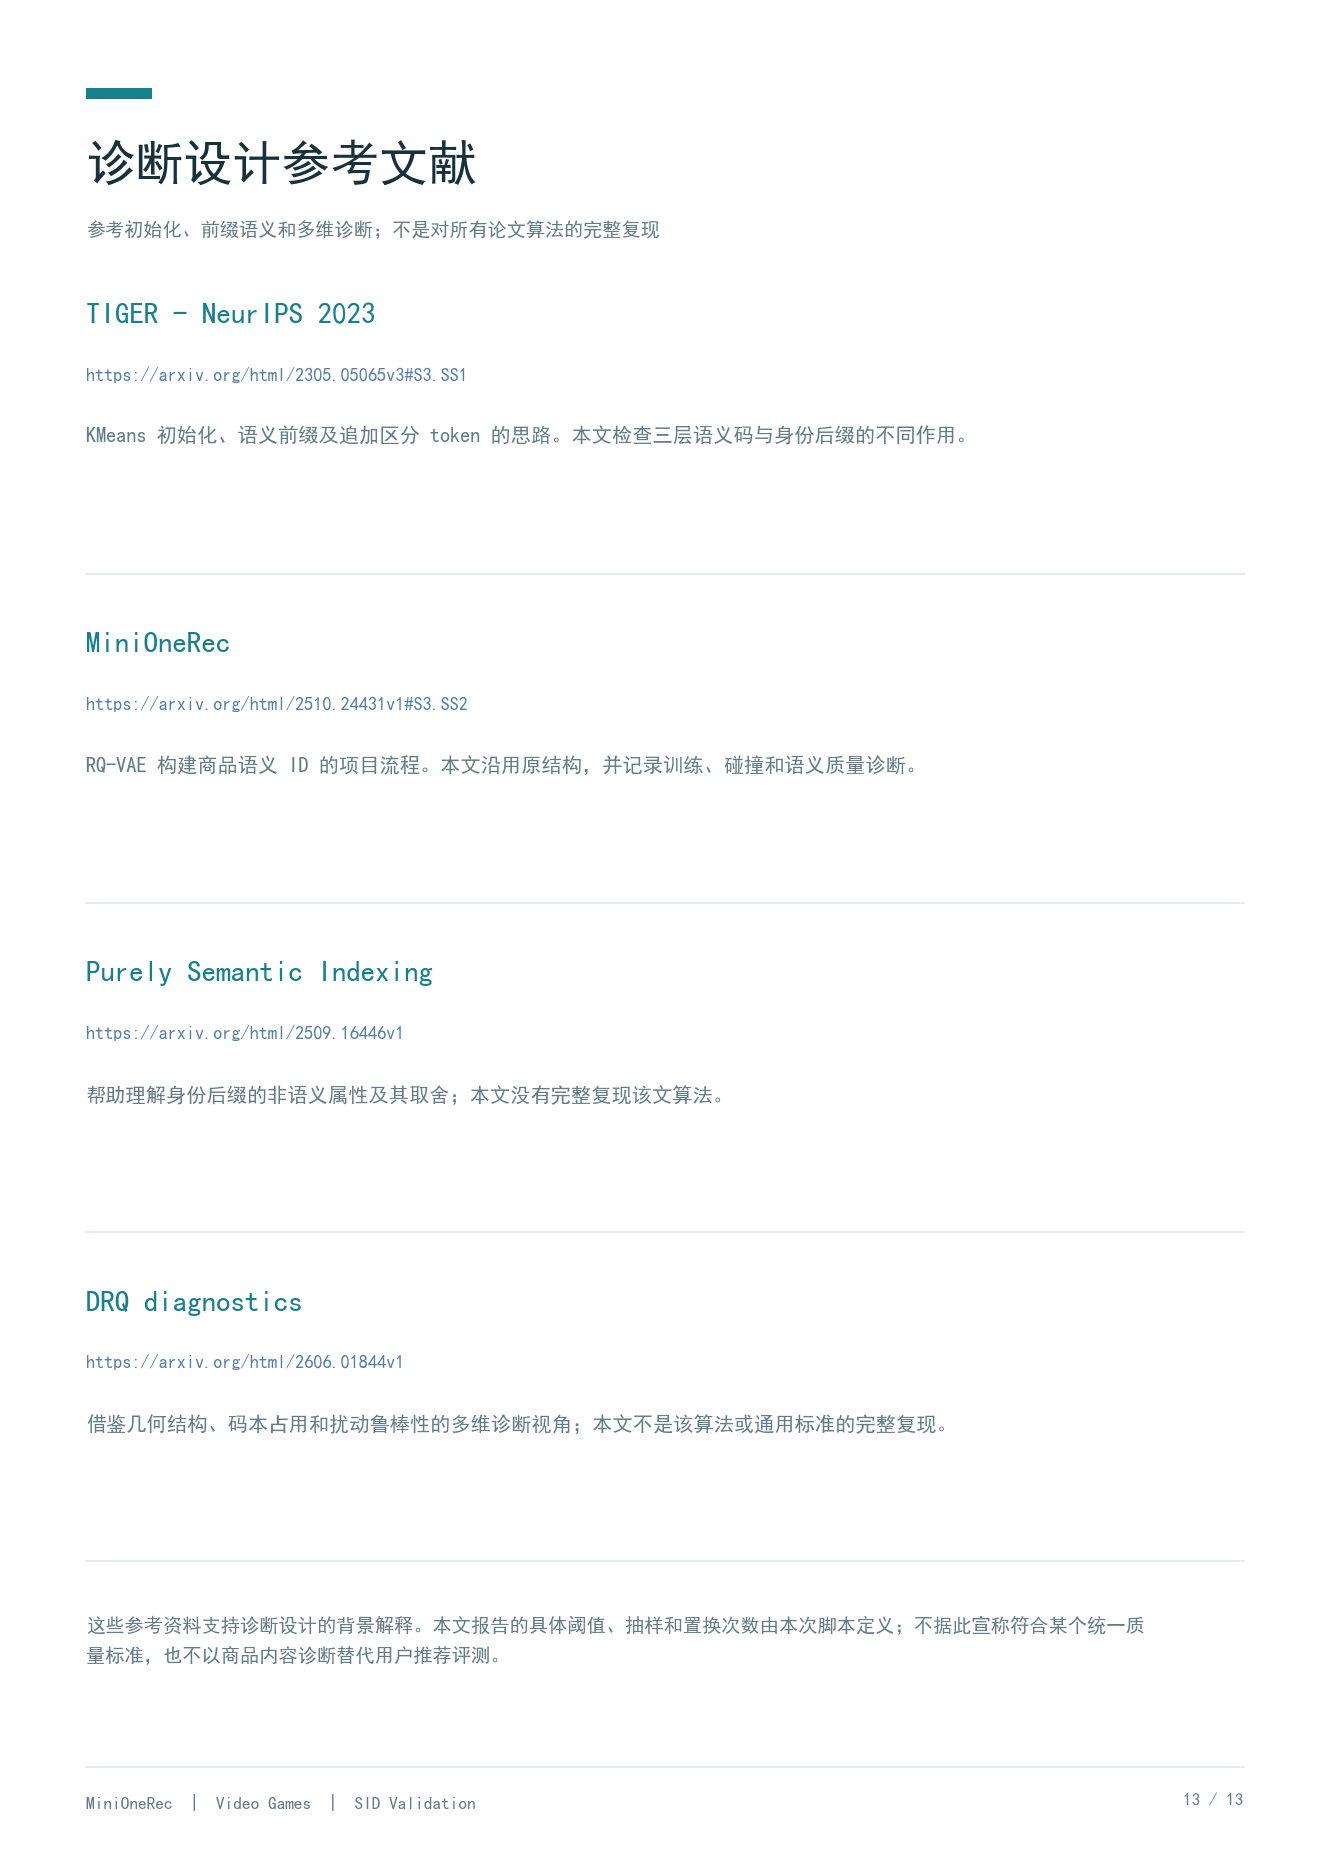 诊断设计参考文献
参考初始化、前缀语义和多维诊断；不是对所有论文算法的完整复现
TIGER — NeurIPS 2023
https://arxiv.org/html/2305.05065v3#S3.SS1
KMeans 初始化、语义前缀及追加区分 token 的思路。本文检查三层语义码与身份后缀的不同作用。
MiniOneRec
https://arxiv.org/html/2510.24431v1#S3.SS2
RQ-VAE 构建商品语义 ID 的项目流程。本文沿用原结构，并记录训练、碰撞和语义质量诊断。
Purely Semantic Indexing
https://arxiv.org/html/2509.16446v1
帮助理解身份后缀的非语义属性及其取舍；本文没有完整复现该文算法。
DRQ diagnostics
https://arxiv.org/html/2606.01844v1
借鉴几何结构、码本占用和扰动鲁棒性的多维诊断视角；本文不是该算法或通用标准的完整复现。
这些参考资料支持诊断设计的背景解释。本文报告的具体阈值、抽样和置换次数由本次脚本定义；不据此宣称符合某个统一质
量标准，也不以商品内容诊断替代用户推荐评测。
MiniOneRec | Video Games | SID Validation
13 / 13